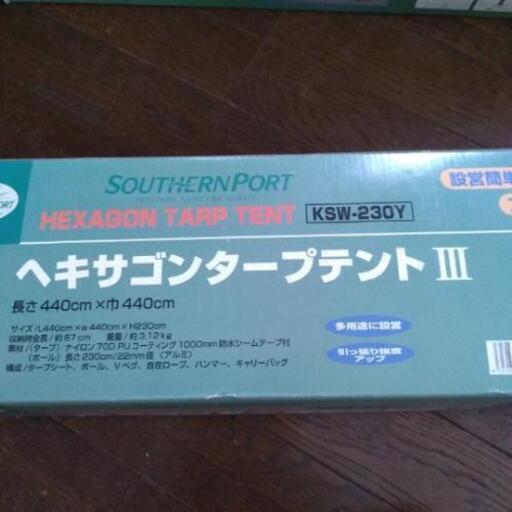 SOUTHERNPORT
設営簡単
PORT
HEXAGON TARP TENT KSW-230Y
ヘキサゴンタープテント III
長さ440cm×巾440cm
サイズ/L440cm×w 440cm×H230cm
収納時全長/約67cm 重量/約3.12kg
素材/(タープ)ナイロン70D PUコーティング1000mm防水シームテープ付
(ポール)長さ230cm/22mm径〈アルミ〉
構成/タープシート、ポール、Vペグ、自在ロープ、ハンマー、キャリーバッグ
多用途に設営
引っ張り強度
アップ